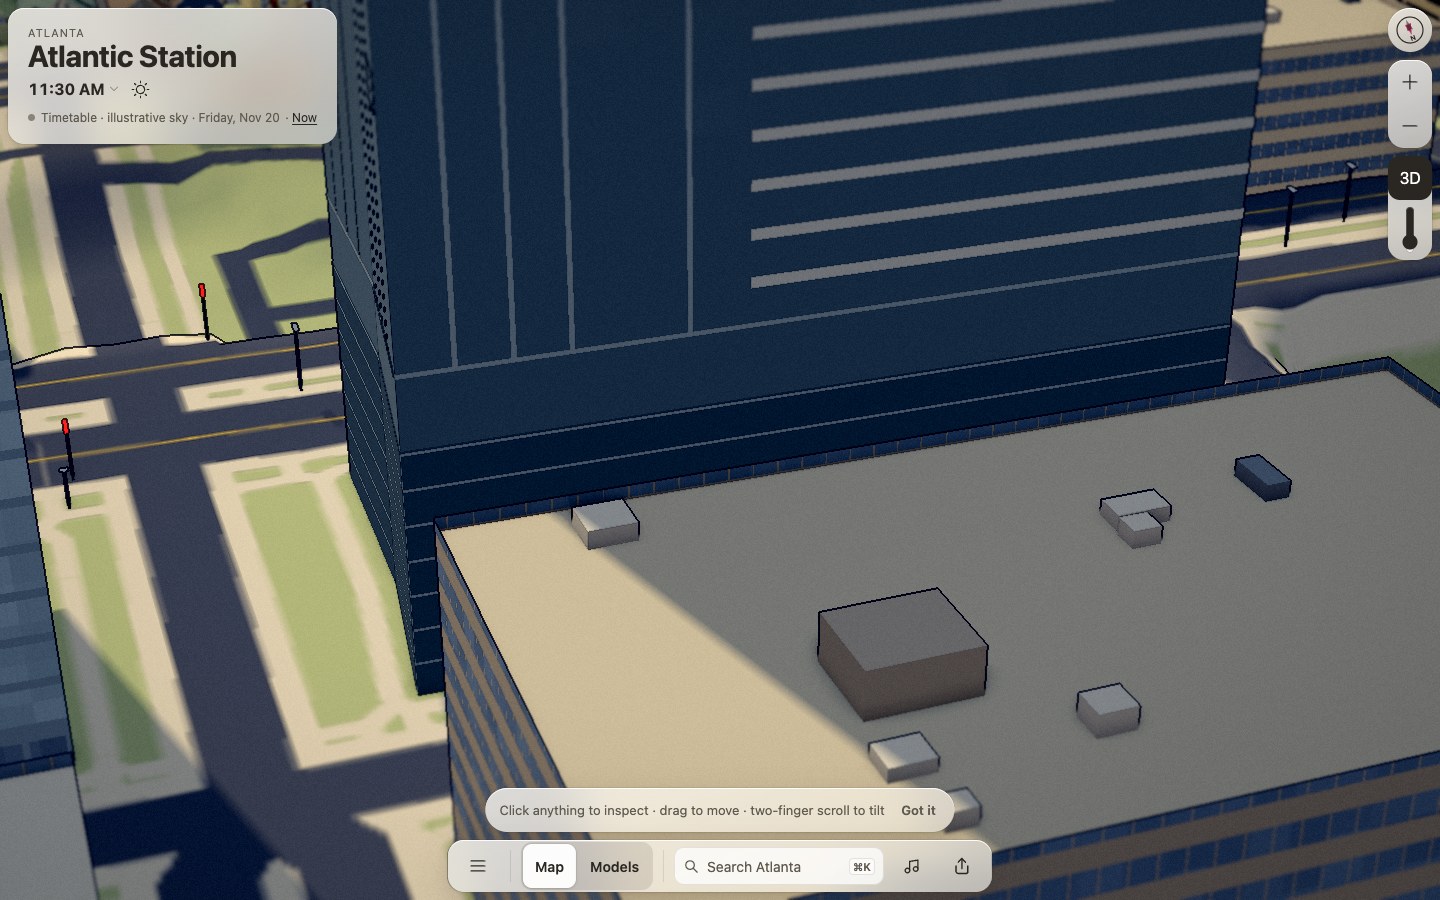 ATLANTA
Atlantic Station
11:30 AM
Timetable · illustrative sky · Friday, Nov 20 · Now
N
+
−
3D
Click anything to inspect · drag to move · two-finger scroll to tilt Got it
Map Models Search Atlanta ⌘K